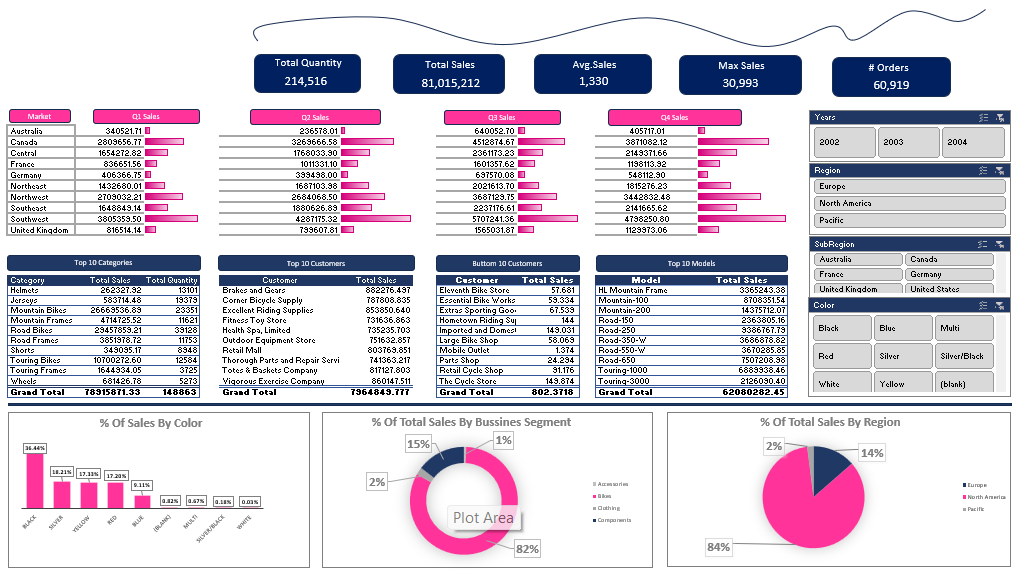 Total Quantity
214,516
Total Sales
81,015,212
Avg.Sales
1,330
Max Sales
30,993
# Orders
60,919
Market Q1 Sales Q2 Sales Q3 Sales Q4 Sales
Australia 340521.71 236578.01 640052.70 405717.01
Canada 2809656.77 3269666.58 4512874.67 3871082.12
Central 1654272.82 1768033.90 2361173.23 2149371.66
France 836651.56 1011331.10 1601357.62 1198113.92
Germany 406366.75 399498.00 697570.08 548112.90
Northeast 1432680.01 1687103.98 2021613.70 1815276.23
Northwest 2709032.21 2684068.50 3687129.75 3442832.48
Southeast 1648849.14 1880626.89 2237176.61 2141665.62
Southwest 3805359.50 4287175.32 5707241.36 4798250.80
United Kingdom 816514.14 799607.81 1565031.87 1129973.06
Years
2002 2003 2004
Region
Europe
North America
Pacific
SubRegion
Australia Canada
France Germany
United Kingdom United States
Color
Black Blue Multi
Red Silver Silver/Black
White Yellow (blank)
Top 10 Categories
Category Total Sales Total Quantity
Helmets 262327.92 13101
Jerseys 583714.48 19379
Mountain Bikes 26669536.89 23351
Mountain Frames 4714725.52 11621
Road Bikes 29457859.21 39128
Road Frames 3851978.72 11753
Shorts 349095.17 8948
Touring Bikes 10700272.60 12584
Touring Frames 1644934.05 3725
Wheels 681426.78 5273
Grand Total 78915871.33 148863
Top 10 Customers
Customer Total Sales
Brakes and Gears 882276.497
Corner Bicycle Supply 787808.835
Excellent Riding Supplies 853850.640
Fitness Toy Store 731636.863
Health Spa, Limited 735235.703
Outdoor Equipment Store 751632.857
Retail Mall 803769.851
Thorough Parts and Repair Servi 741363.217
Totes & Baskets Company 817127.803
Vigorous Exercise Company 860147.511
Grand Total 7964849.777
Buttom 10 Customers
Customer Total Sales
Eleventh Bike Store 57.681
Essential Bike Works 59.334
Extras Sporting Goo 67.539
Hometown Riding Su 144
Imported and Domest 149.031
Large Bike Shop 58.069
Mobile Outlet 1.374
Parts Shop 24.294
Retail Cycle Shop 91.176
The Cycle Store 149.874
Grand Total 802.3718
Top 10 Models
Model Total Sales
HL Mountain Frame 3365243.38
Mountain-100 8708351.54
Mountain-200 14375712.07
Road-150 2363805.16
Road-250 9386767.79
Road-350-W 3686878.82
Road-550-W 3670285.85
Road-650 7507208.98
Touring-1000 6889938.46
Touring-3000 2126090.40
Grand Total 62080282.45
% Of Sales By Color
36.44% 18.21% 17.33% 17.20% 9.11% 0.82% 0.67% 0.18% 0.03%
BLACK SILVER YELLOW RED BLUE (BLANK) MULTI SILVER/BLACK WHITE
% Of Total Sales By Bussines Segment
15% 1%
2%
82%
Plot Area
Accessories
Bikes
Clothing
Components
% Of Total Sales By Region
2% 14%
84%
Europe
North America
Pacific